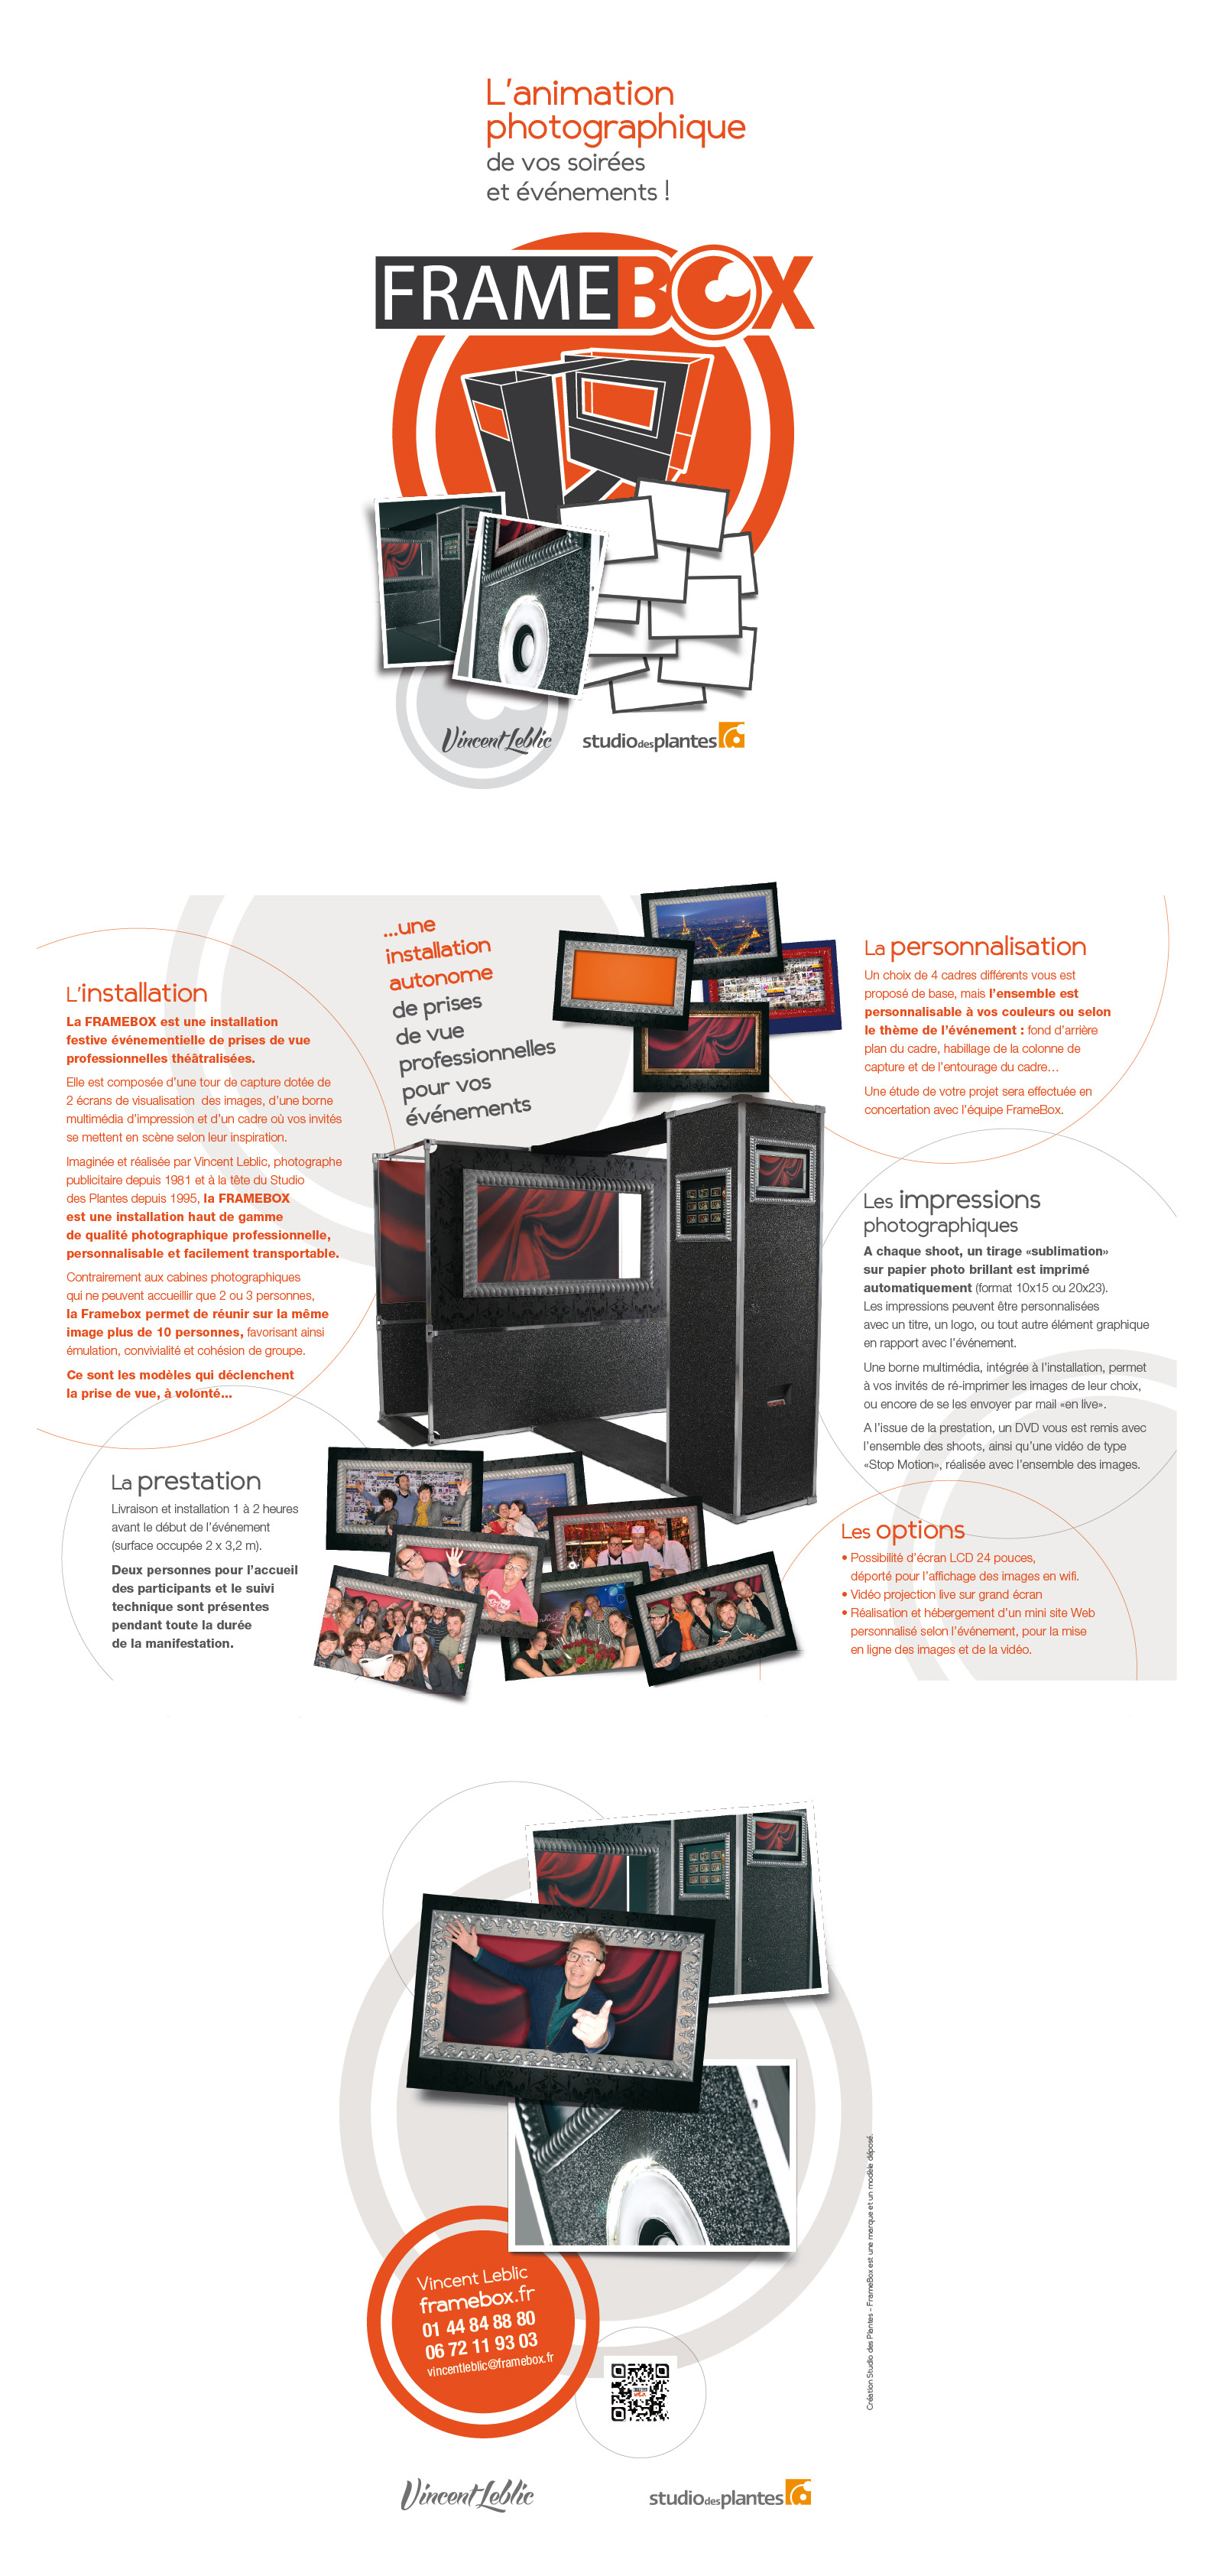 L'animation
photographique
de vos soirées
et événements !
FRAMEBOX
Vincent Leblic
studiodesplantes
...une
installation
autonome
de prises
de vue
professionnelles
pour vos
événements
L'installation
La FRAMEBOX est une installation
festive événementielle de prises de vue
professionnelles théâtralisées.
Elle est composée d'une tour de capture dotée de
2 écrans de visualisation des images, d'une borne
multimédia d'impression et d'un cadre où vos invités
se mettent en scène selon leur inspiration.
Imaginée et réalisée par Vincent Leblic, photographe
publicitaire depuis 1981 et à la tête du Studio
des Plantes depuis 1995, la FRAMEBOX
est une installation haut de gamme
de qualité photographique professionnelle,
personnalisable et facilement transportable.
Contrairement aux cabines photographiques
qui ne peuvent accueillir que 2 ou 3 personnes,
la Framebox permet de réunir sur la même
image plus de 10 personnes, favorisant ainsi
émulation, convivialité et cohésion de groupe.
Ce sont les modèles qui déclenchent
la prise de vue, à volonté...
La prestation
Livraison et installation 1 à 2 heures
avant le début de l'événement
(surface occupée 2 x 3,2 m).
Deux personnes pour l'accueil
des participants et le suivi
technique sont présentes
pendant toute la durée
de la manifestation.
La personnalisation
Un choix de 4 cadres différents vous est
proposé de base, mais l'ensemble est
personnalisable à vos couleurs ou selon
le thème de l'événement : fond d'arrière
plan du cadre, habillage de la colonne de
capture et de l'entourage du cadre...
Une étude de votre projet sera effectuée en
concertation avec l'équipe FrameBox.
Les impressions
photographiques
A chaque shoot, un tirage «sublimation»
sur papier photo brillant est imprimé
automatiquement (format 10x15 ou 20x23).
Les impressions peuvent être personnalisées
avec un titre, un logo, ou tout autre élément graphique
en rapport avec l'événement.
Une borne multimédia, intégrée à l'installation, permet
à vos invités de ré-imprimer les images de leur choix,
ou encore de se les envoyer par mail «en live».
A l'issue de la prestation, un DVD vous est remis avec
l'ensemble des shoots, ainsi qu'une vidéo de type
«Stop Motion», réalisée avec l'ensemble des images.
Les options
• Possibilité d'écran LCD 24 pouces,
déporté pour l'affichage des images en wifi.
• Vidéo projection live sur grand écran
• Réalisation et hébergement d'un mini site Web
personnalisé selon l'événement, pour la mise
en ligne des images et de la vidéo.
Vincent Leblic
framebox.fr
01 44 84 88 80
06 72 11 93 03
vincentleblic@framebox.fr
Création Studio des Plantes - FrameBox est une marque et un modèle déposé.
Vincent Leblic
studiodesplantes